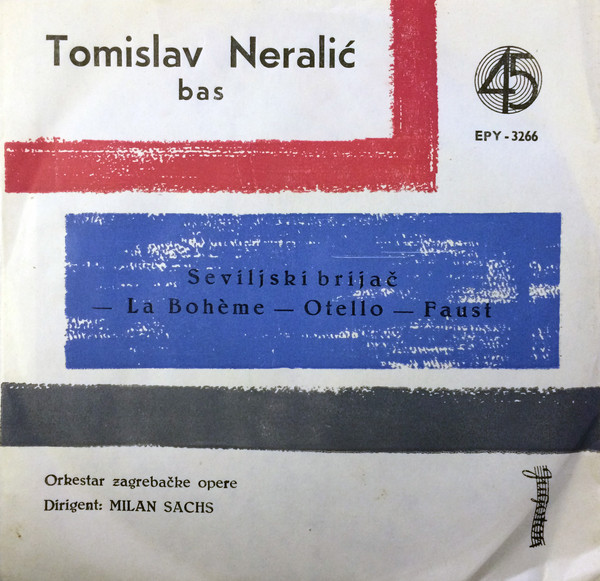 Tomislav Neralić
bas
45
EPY - 3266
Seviljski brijač
— La Bohème — Otello — Faust
Orkestar zagrebačke opere
Dirigent: MILAN SACHS
Jugoton